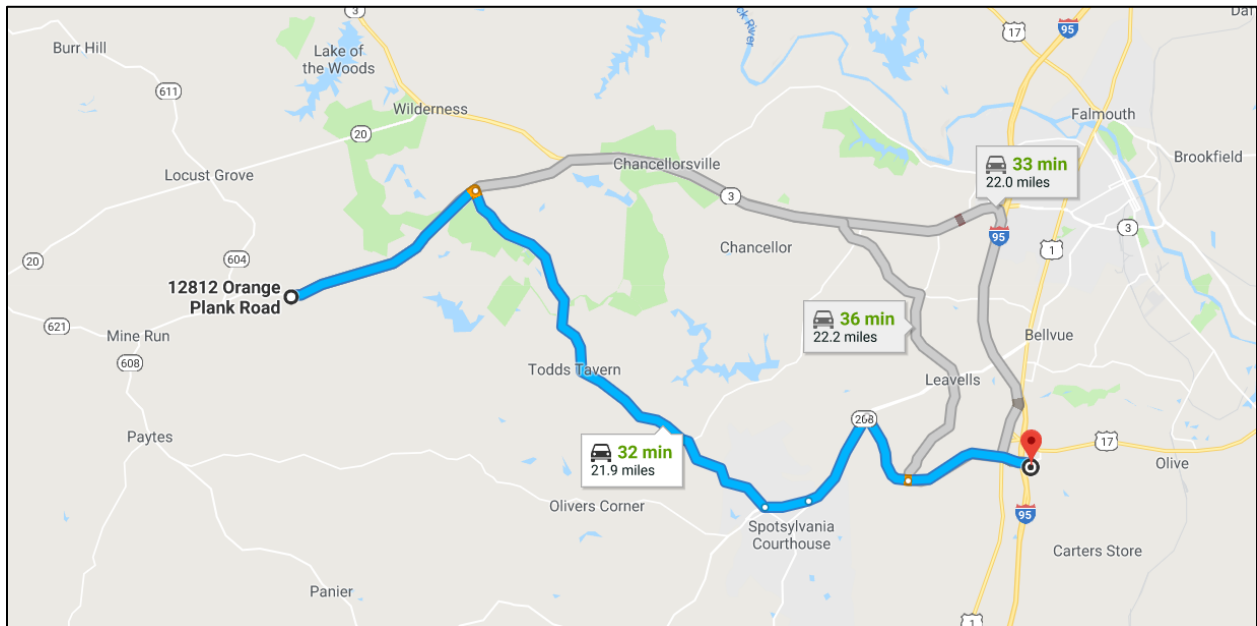 3
17
95
Burr Hill
Lake of
the Woods
River
611
Wilderness
Falmouth
20
Chancellorsville
33 min
22.0 miles
Brookfield
Locust Grove
3
95
1
3
Chancellor
604
20
12812 Orange
Plank Road
36 min
22.2 miles
621
Mine Run
Bellvue
608
Todds Tavern
Leavells
208
Paytes
32 min
21.9 miles
17
Olive
Olivers Corner
95
Spotsylvania
Courthouse
Carters Store
Panier
1